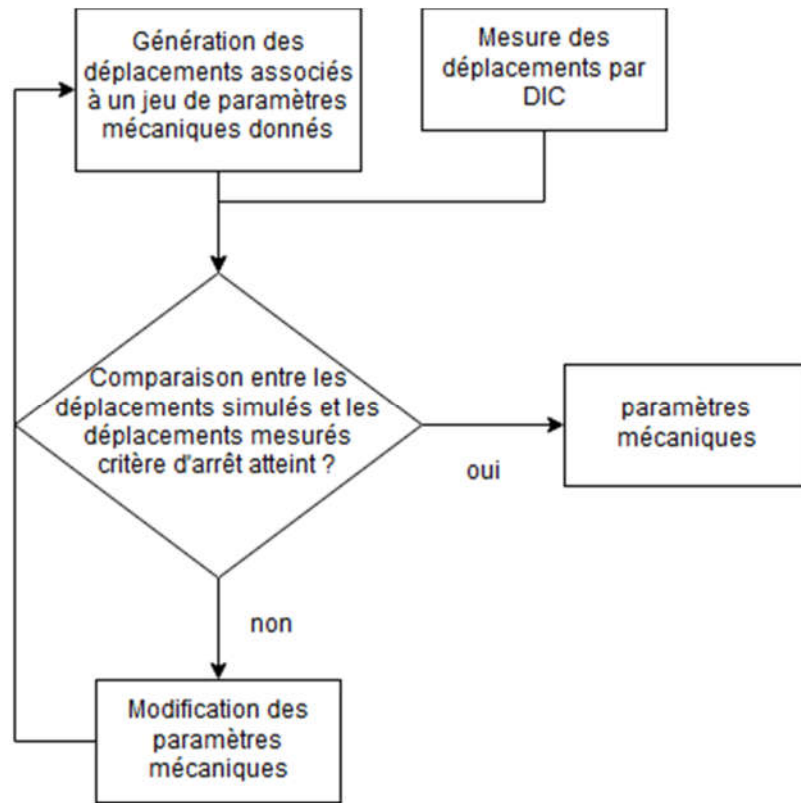 Génération des
déplacements associés
à un jeu de paramètres
mécaniques donnés
Mesure des
déplacements par
DIC
Comparaison entre les
déplacements simulés et les
déplacements mesurés
critère d'arrêt atteint ?
paramètres
mécaniques
oui
non
Modification des
paramètres
mécaniques